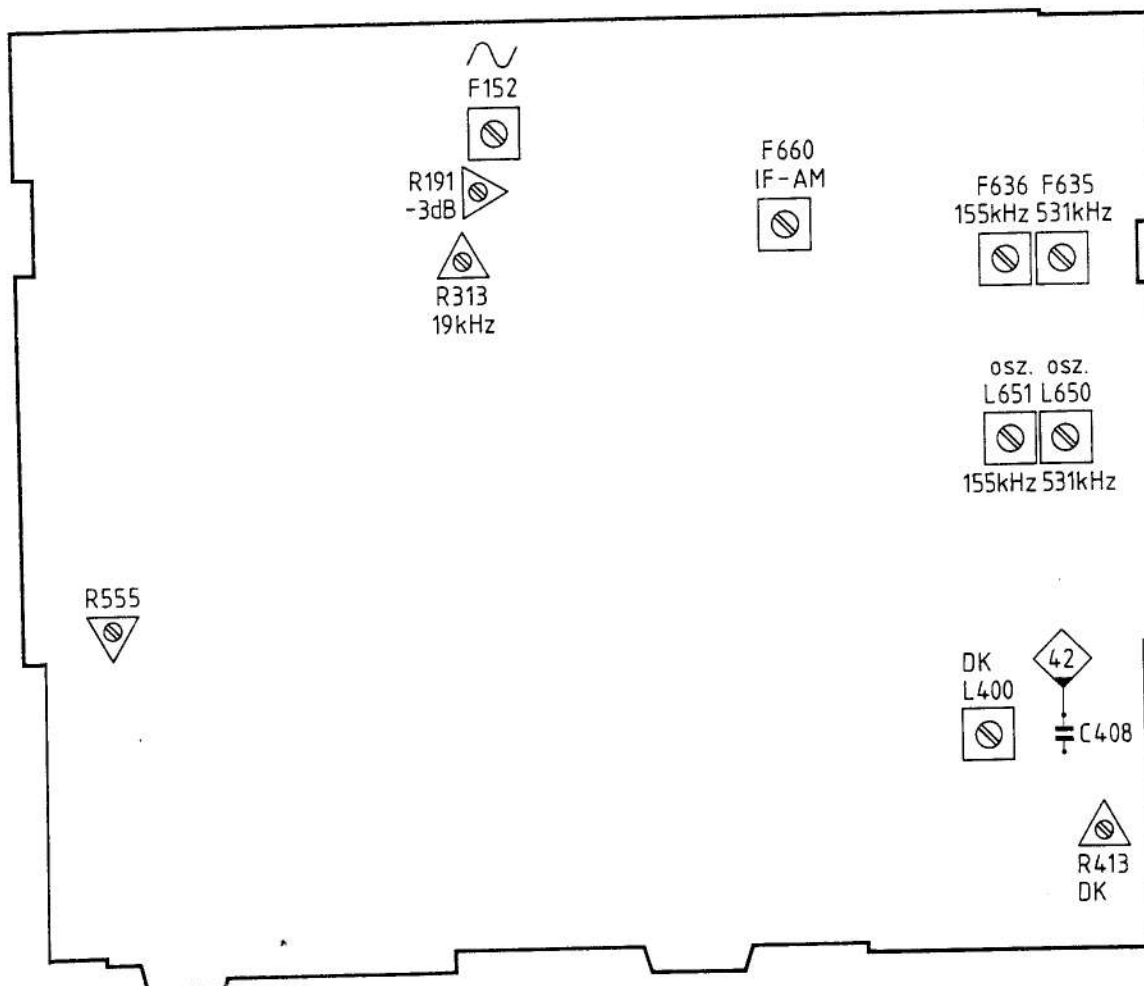 F152
R191
-3dB
R313
19kHz
F660
IF-AM
F636 F635
155kHz 531kHz
osz. osz.
L651 L650
155kHz 531kHz
R555
DK
L400
42
C408
R413
DK